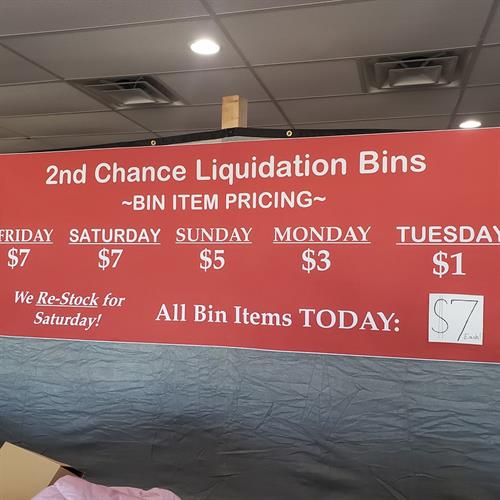 2nd Chance Liquidation Bins
~BIN ITEM PRICING~
FRIDAY SATURDAY SUNDAY MONDAY TUESDAY
$7 $7 $5 $3 $1
We Re-Stock for
Saturday!
All Bin Items TODAY:
$7 Each!